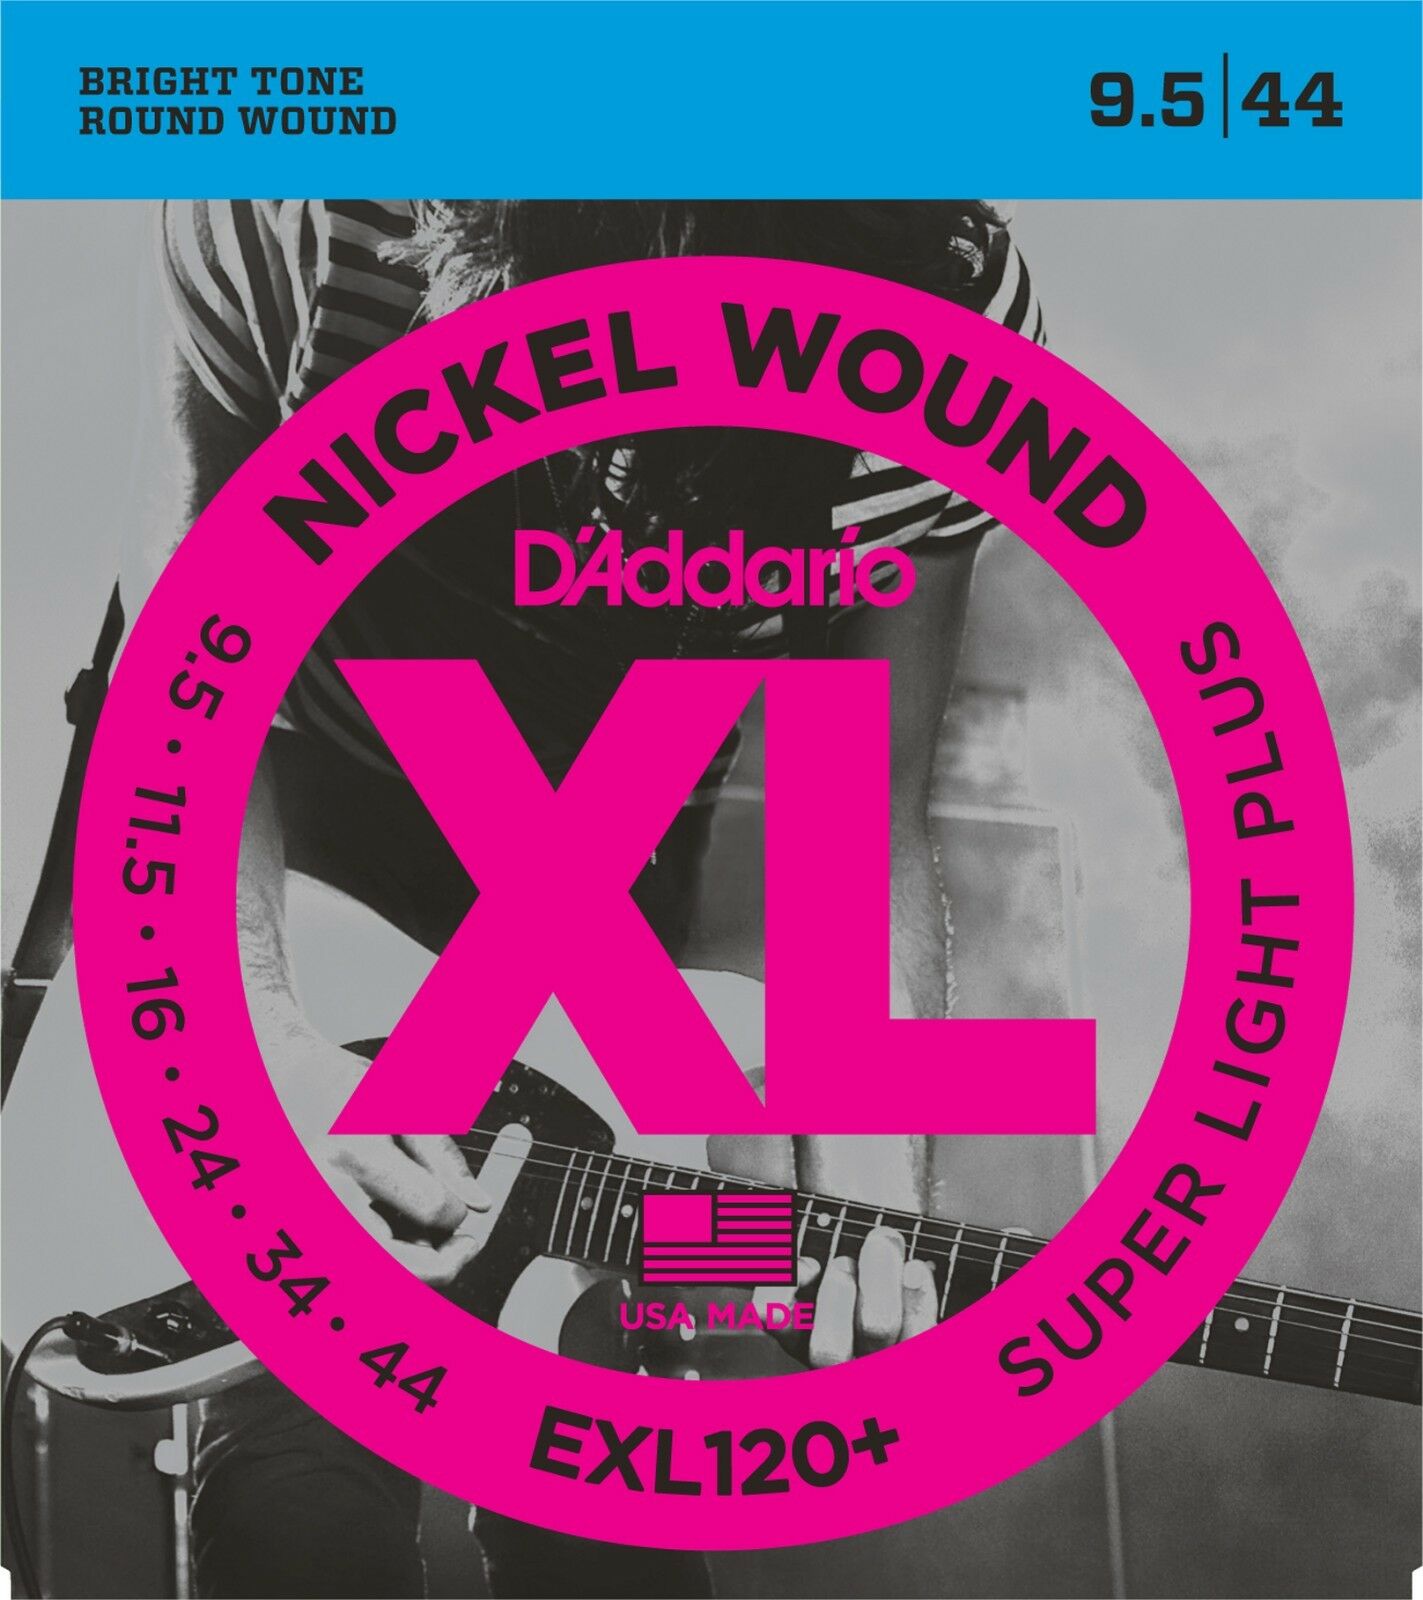 BRIGHT TONE
ROUND WOUND
9.5|44
NICKEL WOUND
D'Addario
XL
USA MADE
9.5 • 11.5 • 16 • 24 • 34 • 44
SUPER LIGHT PLUS
EXL120+